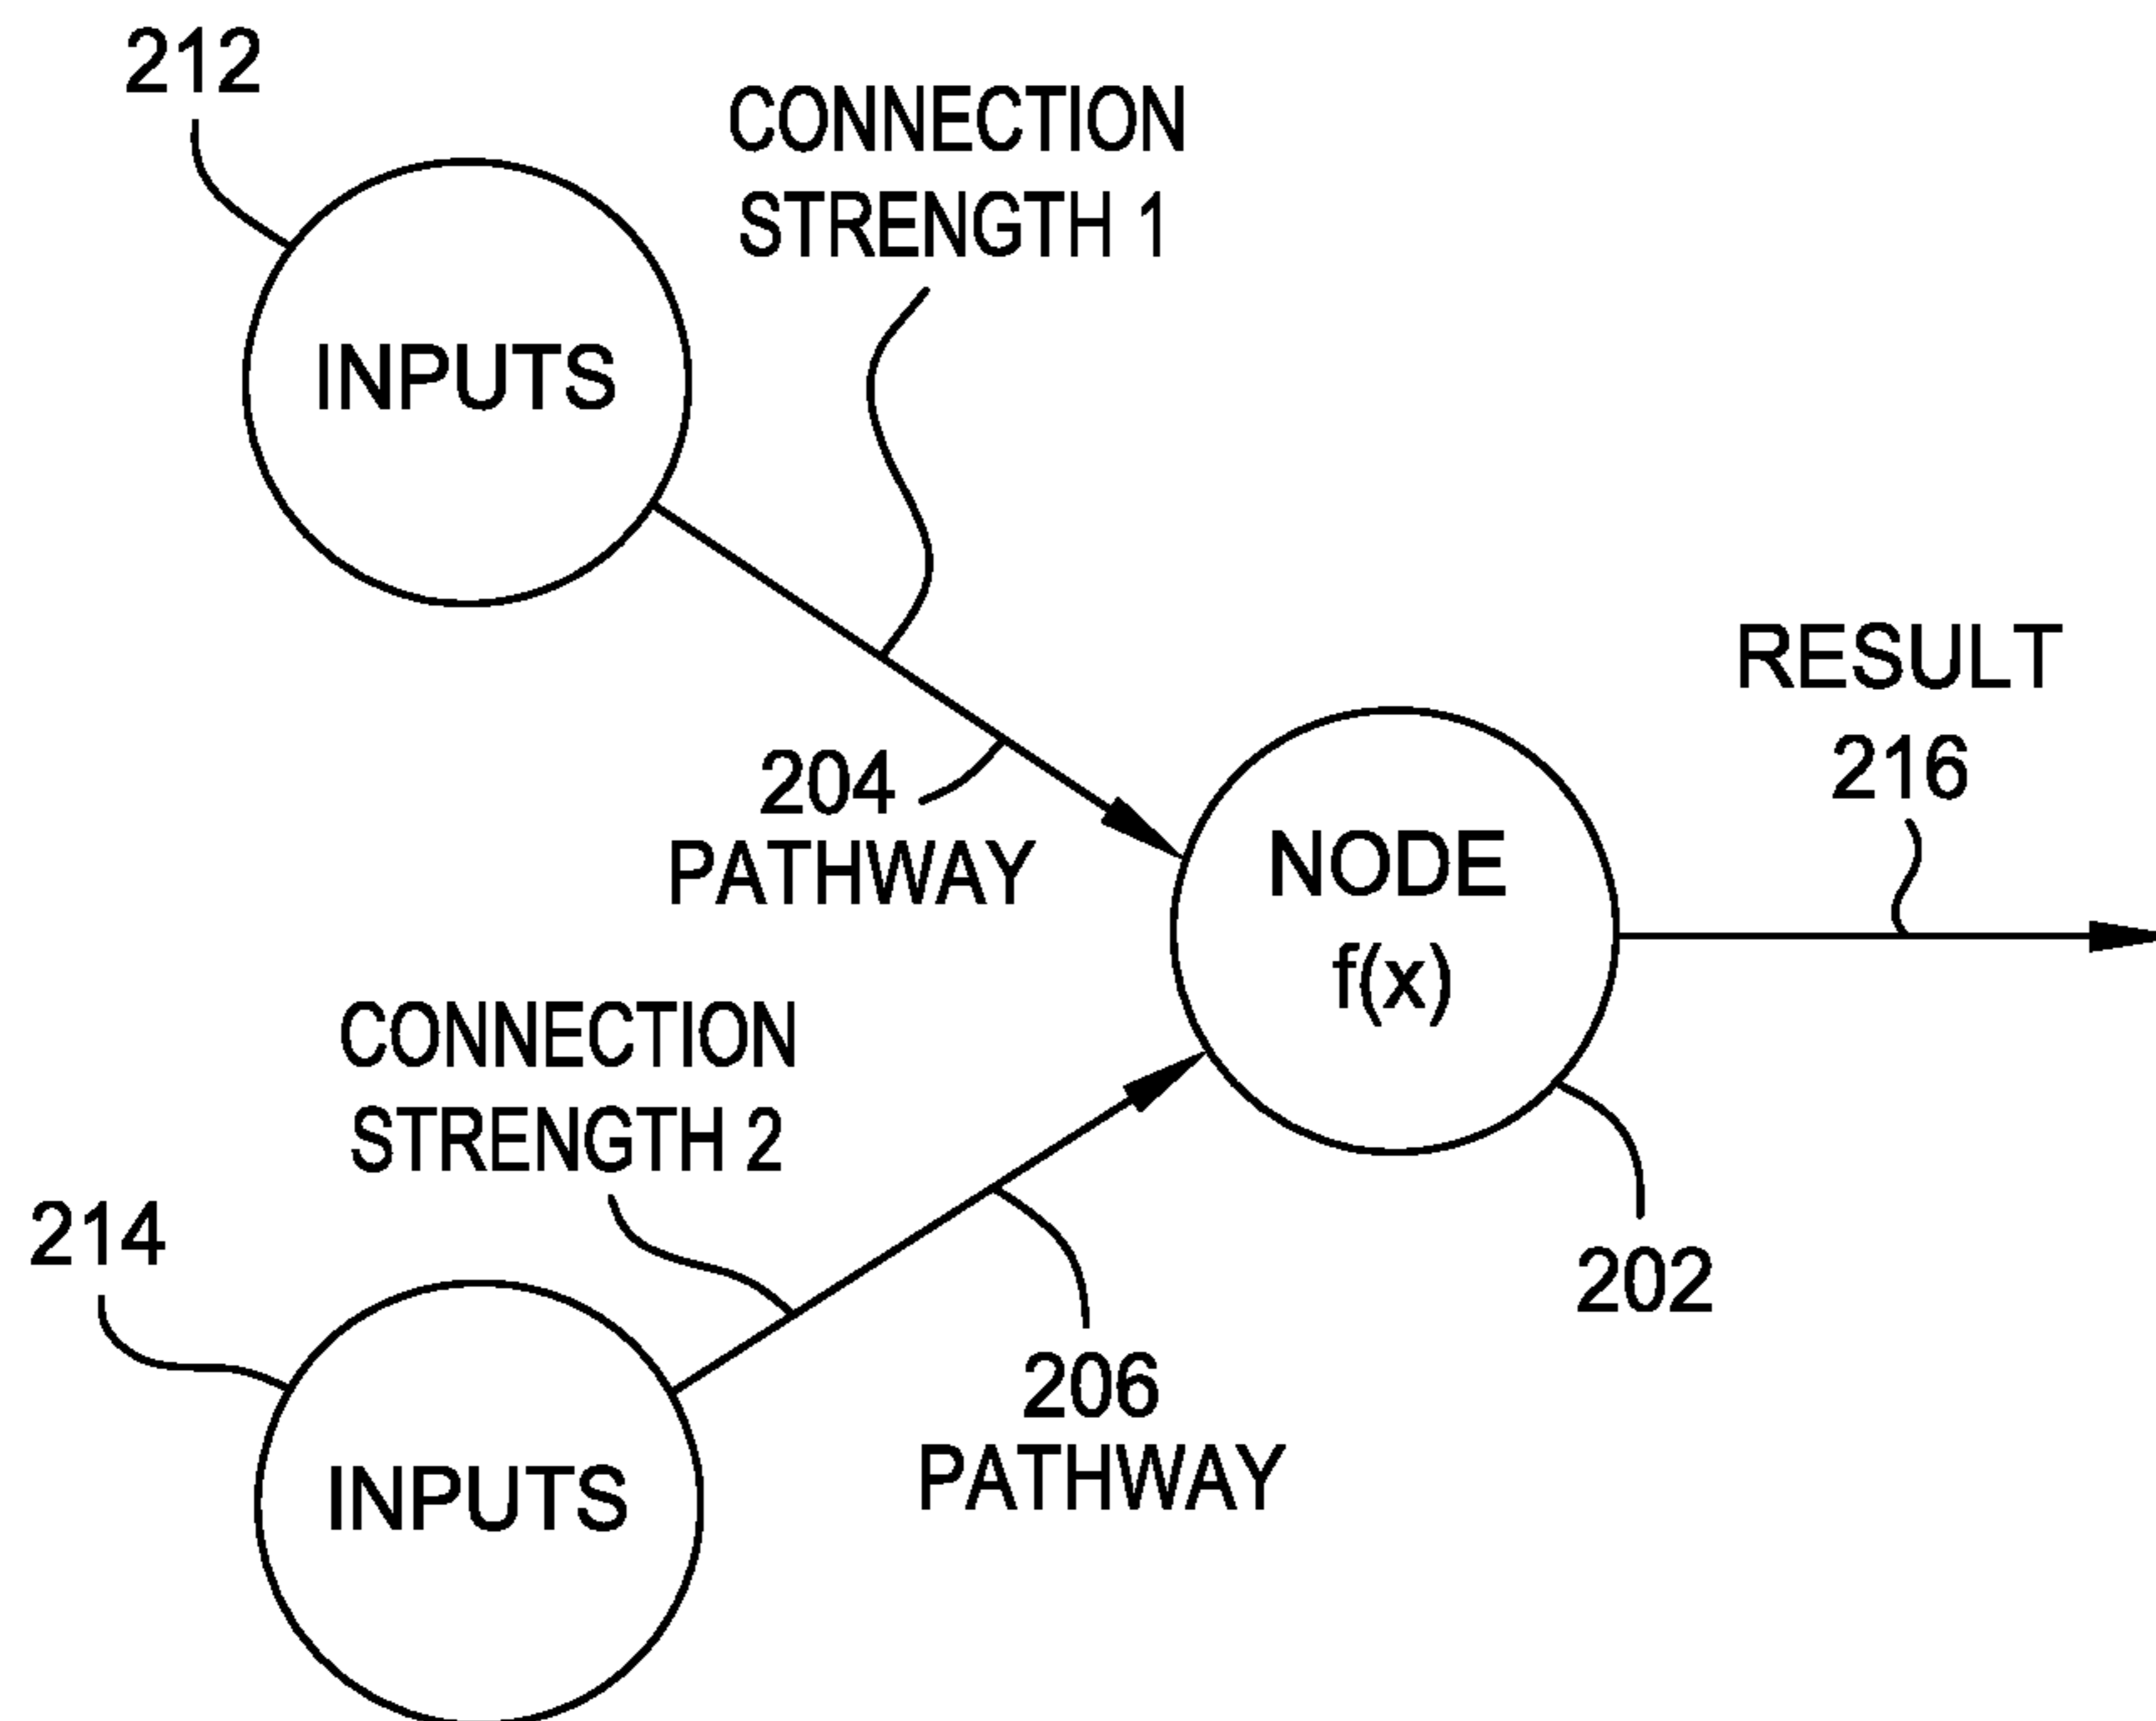 212
CONNECTION
STRENGTH 1
INPUTS
RESULT
216
204
PATHWAY
NODE
f(x)
CONNECTION
STRENGTH 2
214
202
206
PATHWAY
INPUTS